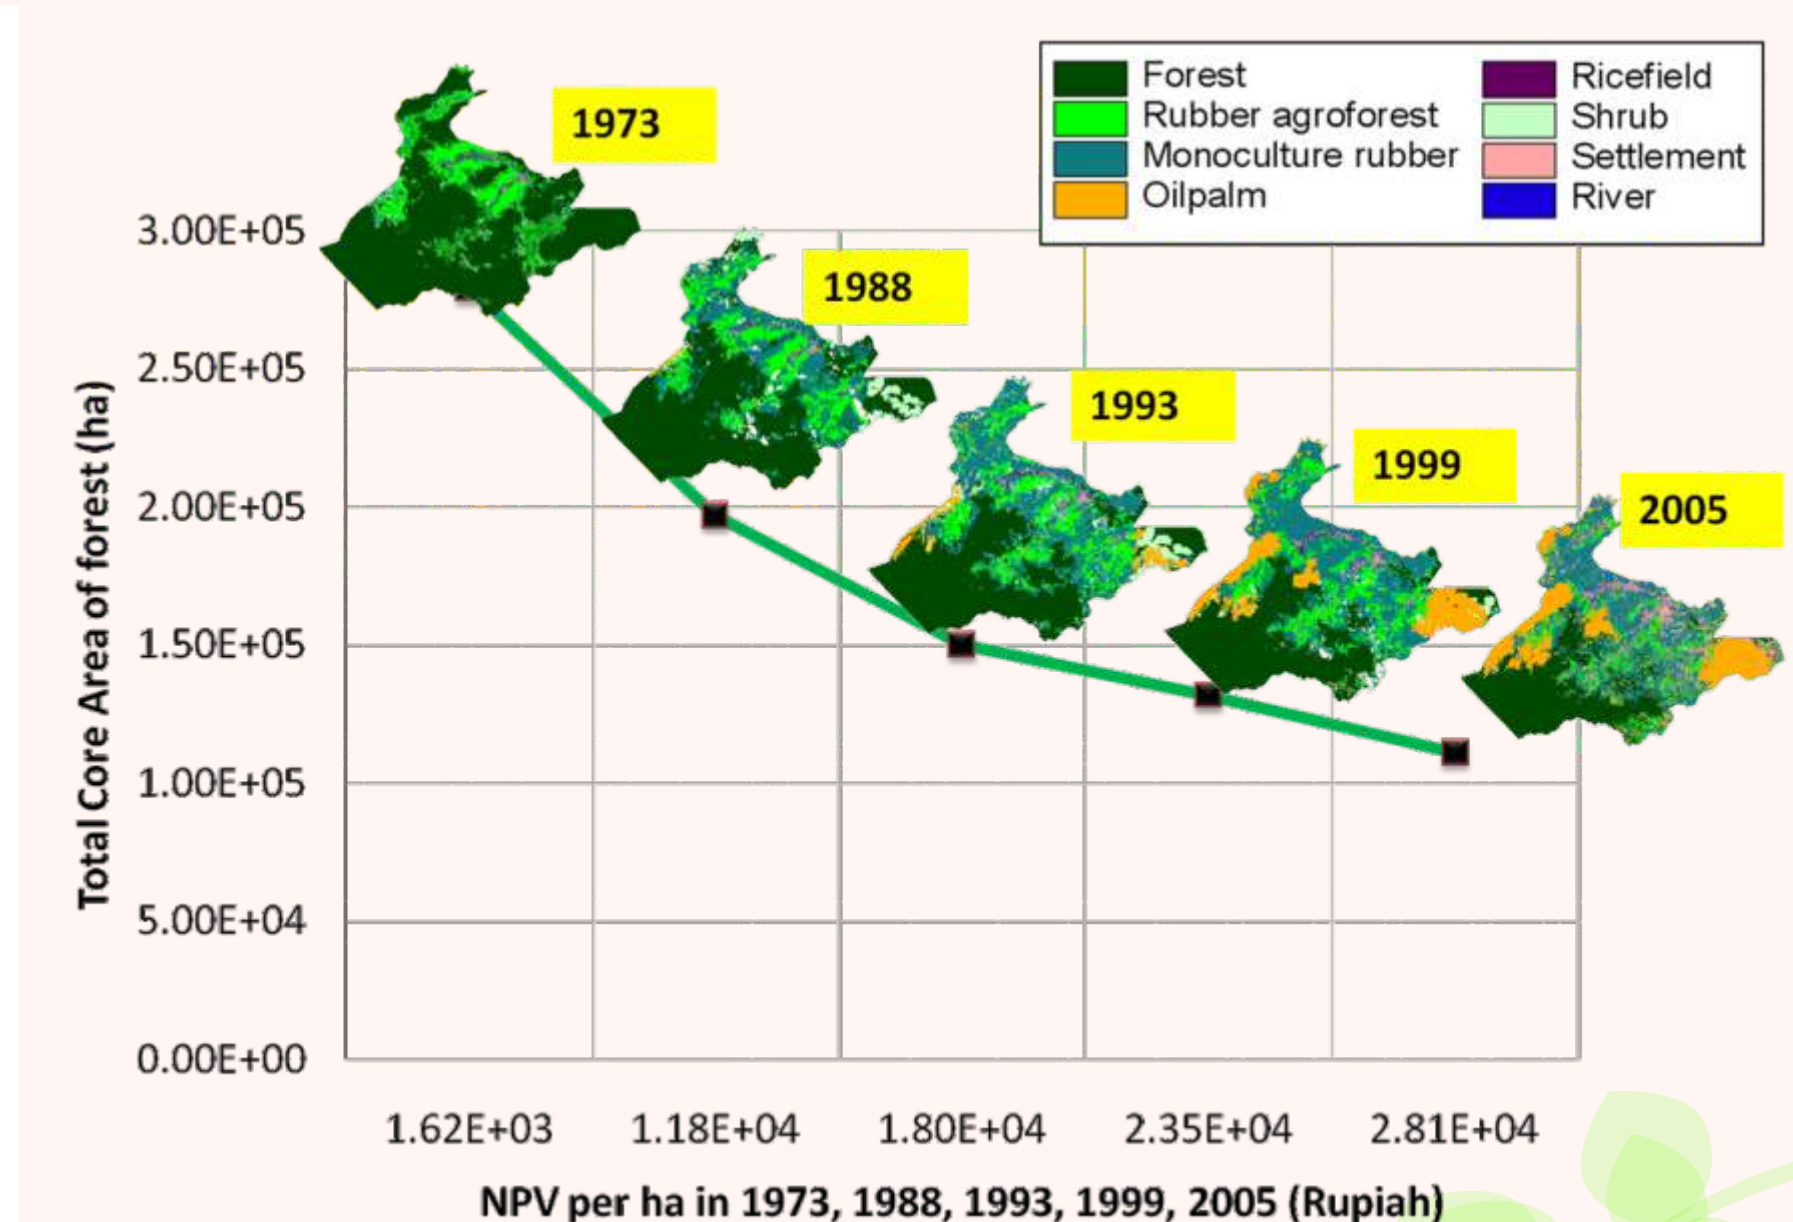 1973
1988
1993
1999
2005
Forest
Rubber agroforest
Monoculture rubber
Oilpalm
Ricefield
Shrub
Settlement
River
Total Core Area of forest (ha)
3.00E+05
2.50E+05
2.00E+05
1.50E+05
1.00E+05
5.00E+04
0.00E+00
1.62E+03 1.18E+04 1.80E+04 2.35E+04 2.81E+04
NPV per ha in 1973, 1988, 1993, 1999, 2005 (Rupiah)